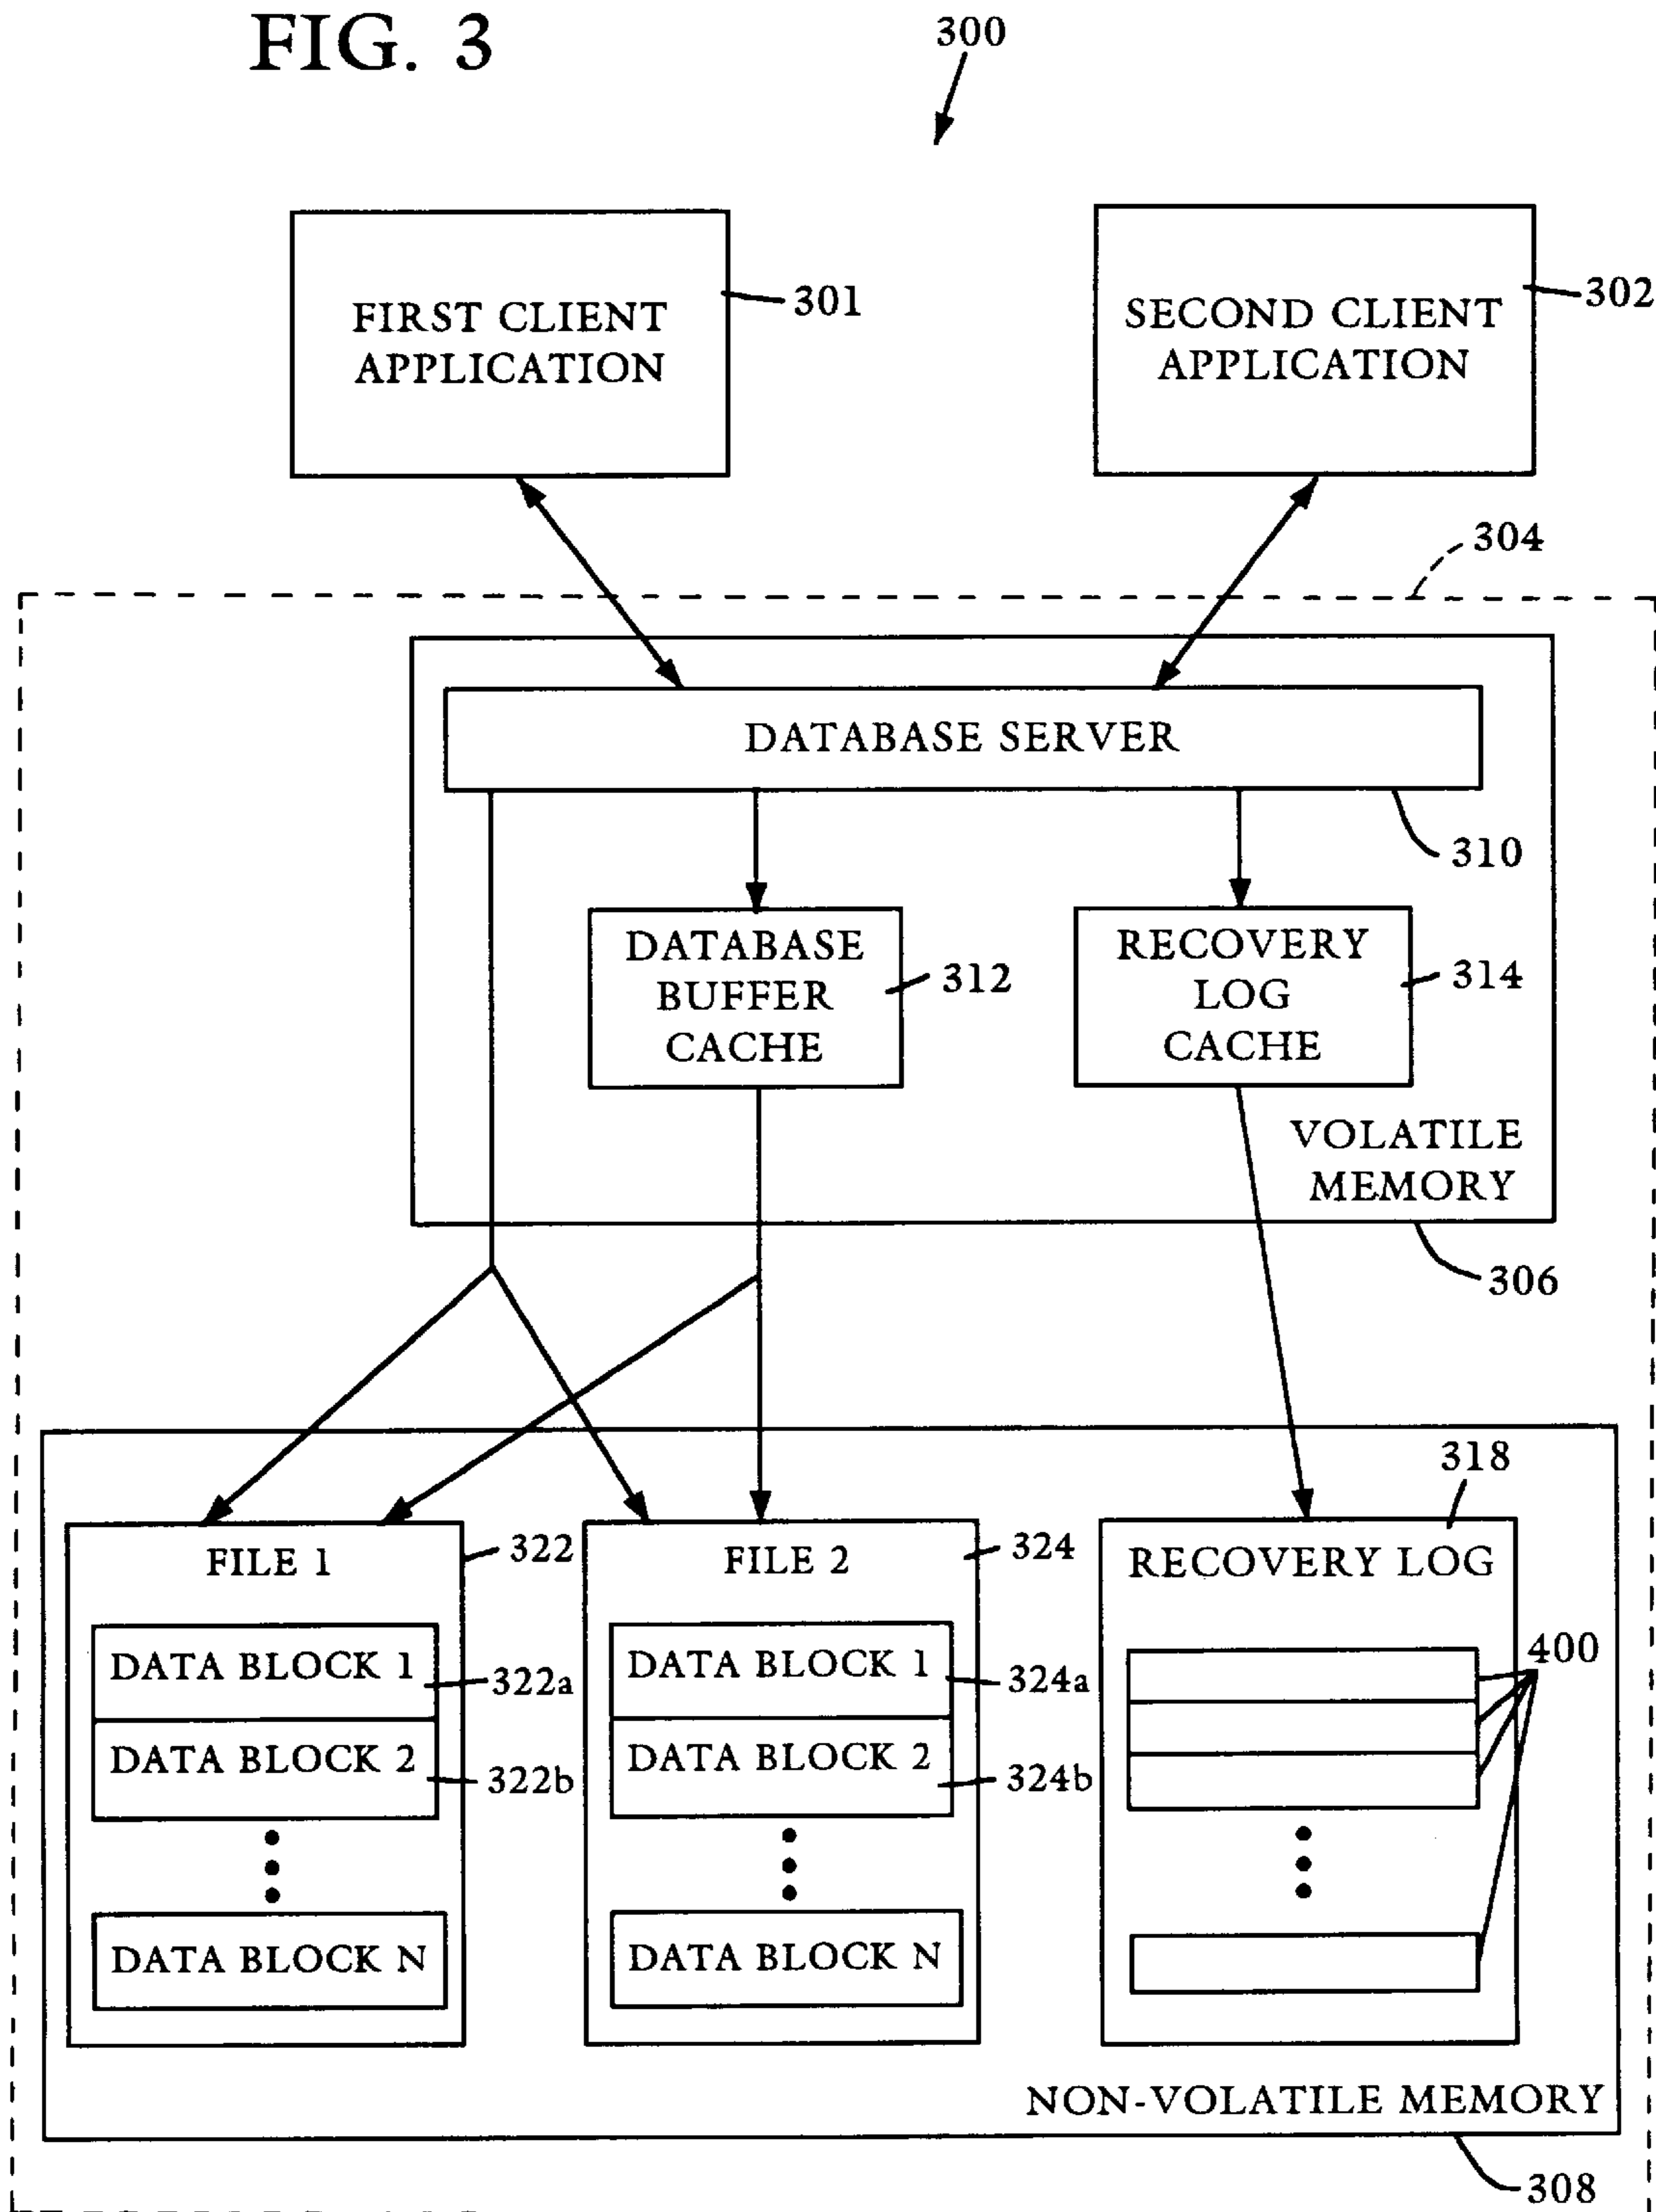 FIG. 3
300
FIRST CLIENT
APPLICATION
301
SECOND CLIENT
APPLICATION
302
304
DATABASE SERVER
310
DATABASE
BUFFER
CACHE
312
RECOVERY
LOG
CACHE
314
VOLATILE
MEMORY
306
318
FILE 1
322
FILE 2
324
RECOVERY LOG
400
DATA BLOCK 1
322a
DATA BLOCK 2
322b
DATA BLOCK N
DATA BLOCK 1
324a
DATA BLOCK 2
324b
DATA BLOCK N
NON-VOLATILE MEMORY
308